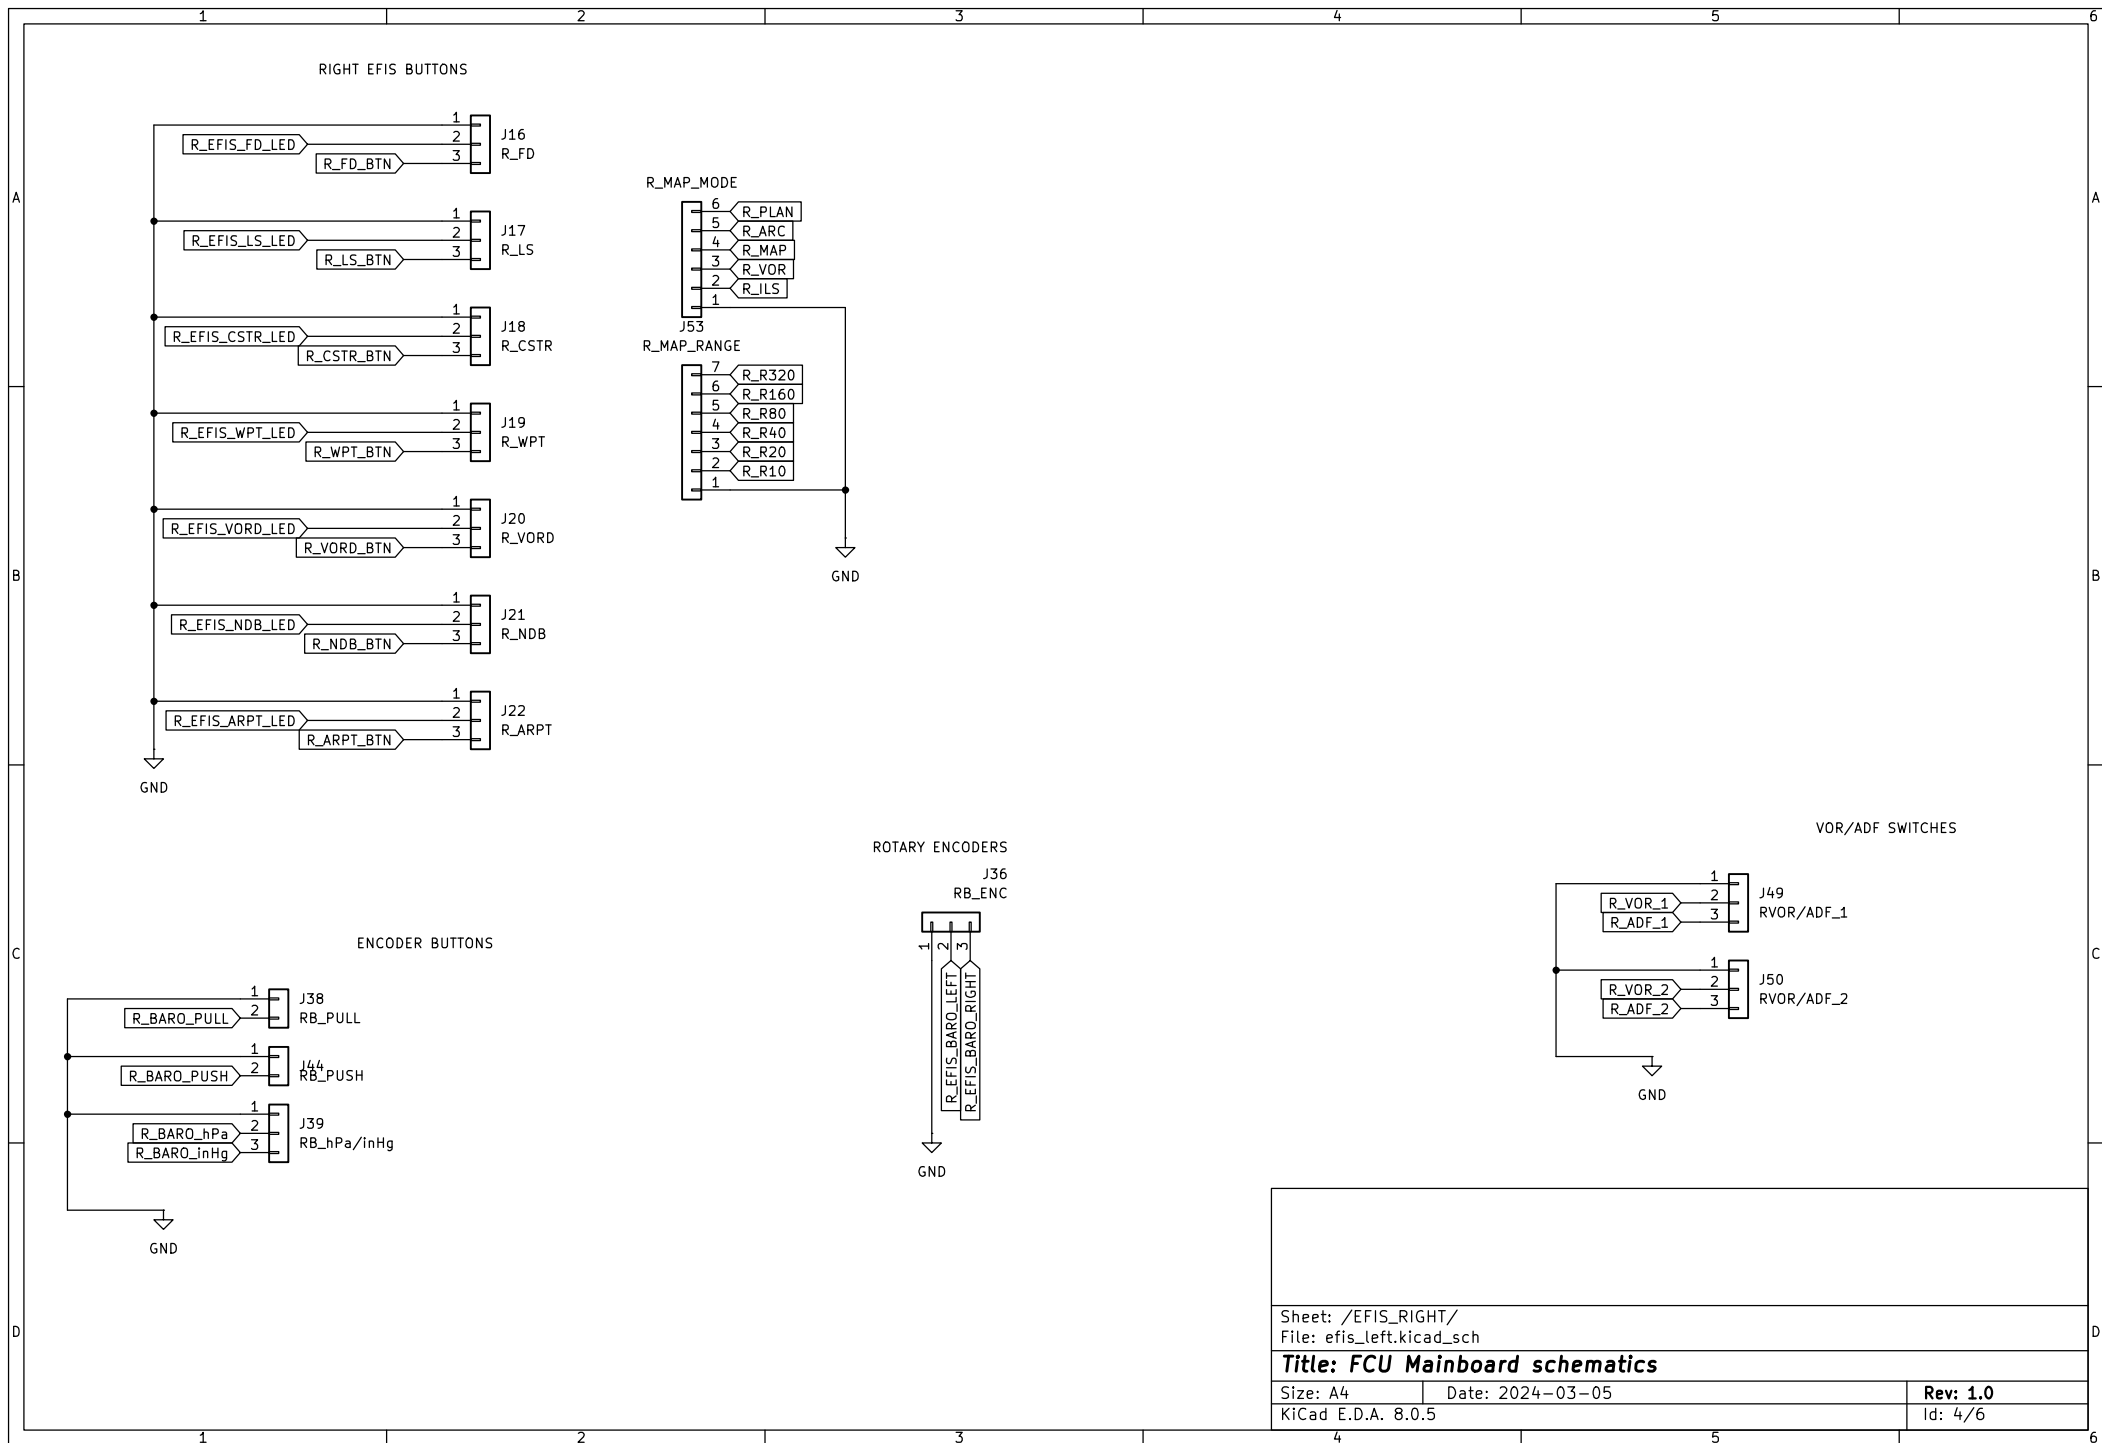 1 2 3 4 5 6
RIGHT EFIS BUTTONS
1
R_EFIS_FD_LED 2 J16
R_FD_BTN 3 R_FD
1
R_EFIS_LS_LED 2 J17
R_LS_BTN 3 R_LS
1
R_EFIS_CSTR_LED 2 J18
R_CSTR_BTN 3 R_CSTR
1
R_EFIS_WPT_LED 2 J19
R_WPT_BTN 3 R_WPT
1
R_EFIS_VORD_LED 2 J20
R_VORD_BTN 3 R_VORD
1
R_EFIS_NDB_LED 2 J21
R_NDB_BTN 3 R_NDB
1
R_EFIS_ARPT_LED 2 J22
R_ARPT_BTN 3 R_ARPT
GND
R_MAP_MODE
6 R_PLAN
5 R_ARC
4 R_MAP
3 R_VOR
2 R_ILS
1
J53
R_MAP_RANGE
7 R_R320
6 R_R160
5 R_R80
4 R_R40
3 R_R20
2 R_R10
1
GND
A A
B B
C C
D D
ENCODER BUTTONS
1 J38
R_BARO_PULL 2 RB_PULL
1 J44
R_BARO_PUSH 2 RB_PUSH
1 J39
R_BARO_hPa 2 RB_hPa/inHg
R_BARO_inHg 3
GND
ROTARY ENCODERS
J36
RB_ENC
1 2 3
R_EFIS_BARO_LEFT
R_EFIS_BARO_RIGHT
GND
VOR/ADF SWITCHES
1 J49
R_VOR_1 2 RVOR/ADF_1
R_ADF_1 3
1 J50
R_VOR_2 2 RVOR/ADF_2
R_ADF_2 3
GND
Sheet: /EFIS_RIGHT/
File: efis_left.kicad_sch
Title: FCU Mainboard schematics
Size: A4 Date: 2024-03-05 Rev: 1.0
KiCad E.D.A. 8.0.5 Id: 4/6
1 2 3 4 5 6